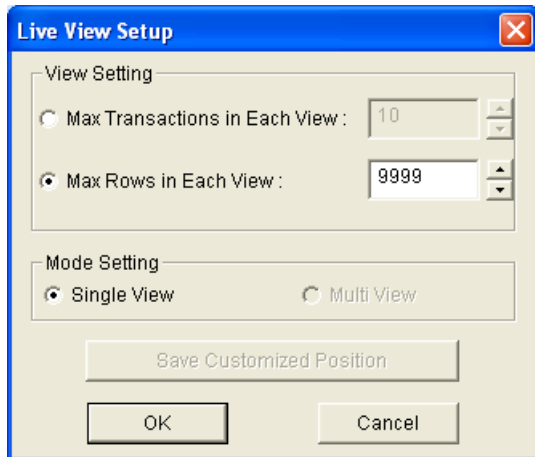 Live View Setup
View Setting
Max Transactions in Each View : 10
Max Rows in Each View : 9999
Mode Setting
Single View Multi View
Save Customized Position
OK Cancel